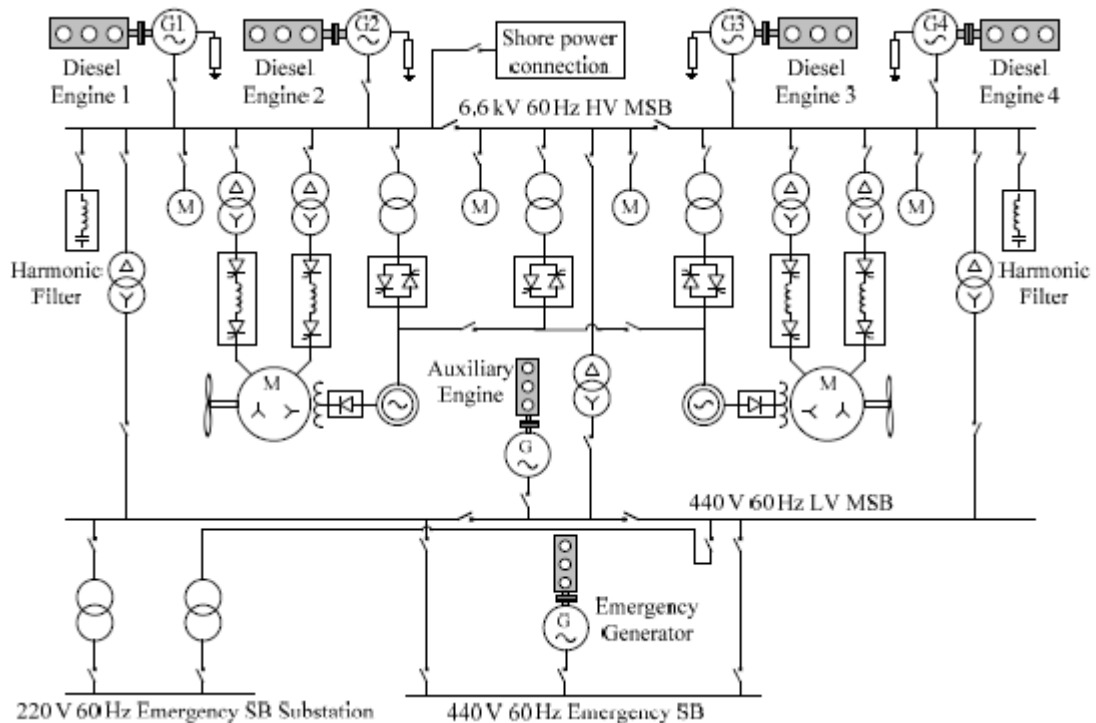 G1
G2
G3
G4
Diesel
Engine 1
Diesel
Engine 2
Shore power
connection
Diesel
Engine 3
Diesel
Engine 4
6,6 kV 60 Hz HV MSB
M
M
M
M
Harmonic
Filter
Harmonic
Filter
M
M
Auxiliary
Engine
G
440 V 60 Hz LV MSB
G
Emergency
Generator
220 V 60 Hz Emergency SB Substation
440 V 60 Hz Emergency SB